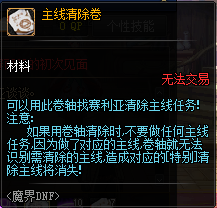 主线清除卷
个性技能
材料
无法交易
可以用此卷轴找赛利亚清除主线任务!
注意:
如果用卷轴清除时,不要做任何主线任务,因为做了对应的主线,卷轴就无法识别需清除的主线,造成对应的[特别]清除主线将消失!
<魔界DNF>